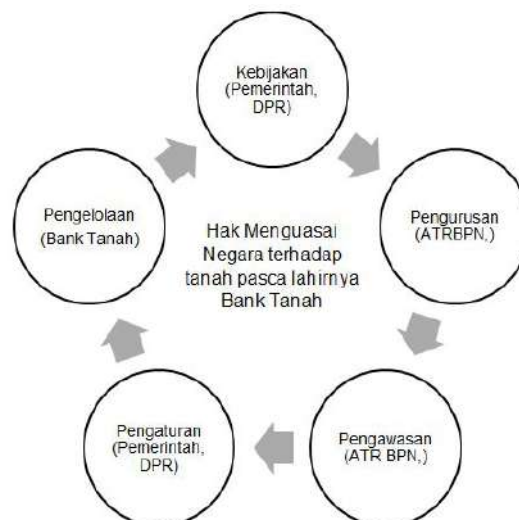 Kebijakan
(Pemerintah,
DPR)
Pengurusan
(ATRBPN,)
Pengawasan
(ATR BPN,)
Pengaturan
(Pemerintah,
DPR)
Pengelolaan
(Bank Tanah)
Hak Menguasai
Negara terhadap
tanah pasca lahirnya
Bank Tanah